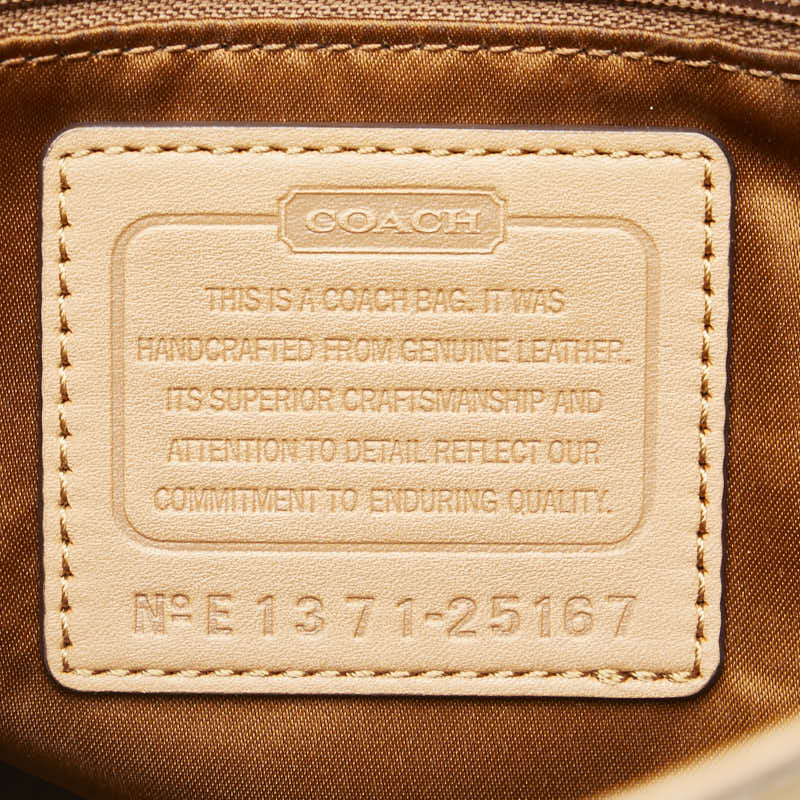 COACH
THIS IS A COACH BAG. IT WAS
HANDCRAFTED FROM GENUINE LEATHER.
ITS SUPERIOR CRAFTSMANSHIP AND
ATTENTION TO DETAIL REFLECT OUR
COMMITMENT TO ENDURING QUALITY.
Nº E1371-25167